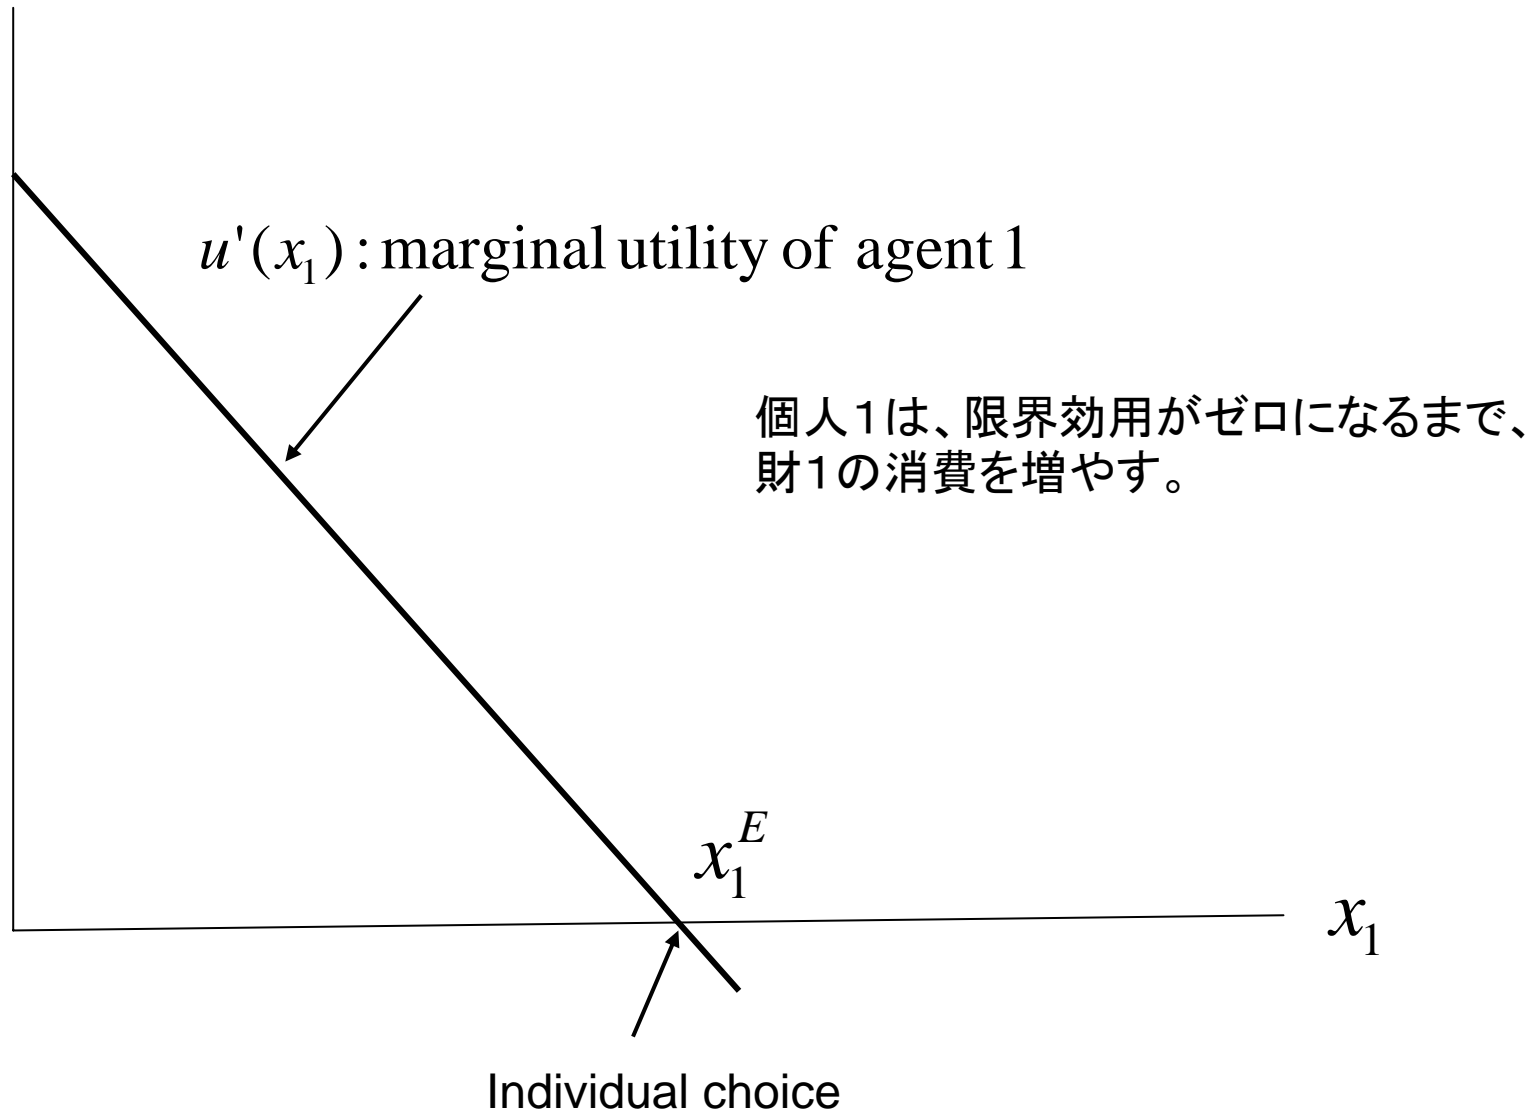 u'(x₁) : marginal utility of agent 1
個人1は、限界効用がゼロになるまで、
財1の消費を増やす。
x₁ᴱ
x₁
Individual choice